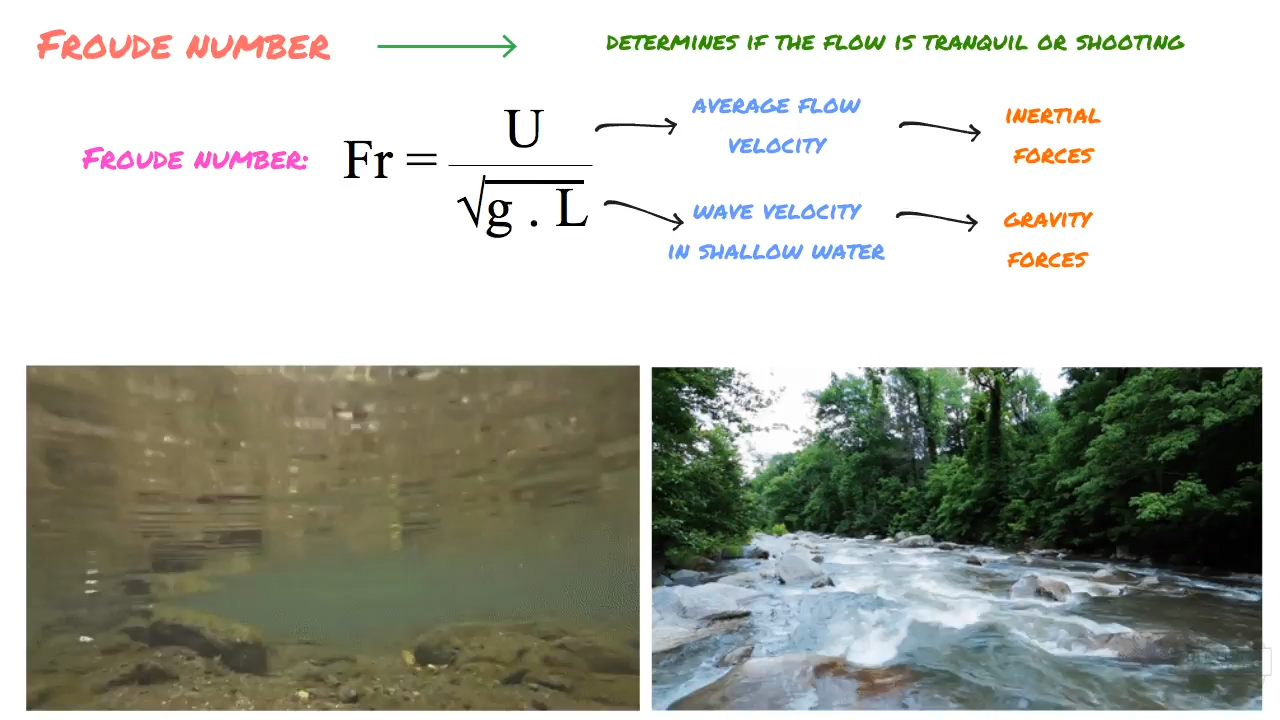 FROUDE NUMBER
DETERMINES IF THE FLOW IS TRANQUIL OR SHOOTING
FROUDE NUMBER:
Fr = U / √g . L
AVERAGE FLOW
VELOCITY
INERTIAL
FORCES
WAVE VELOCITY
IN SHALLOW WATER
GRAVITY
FORCES